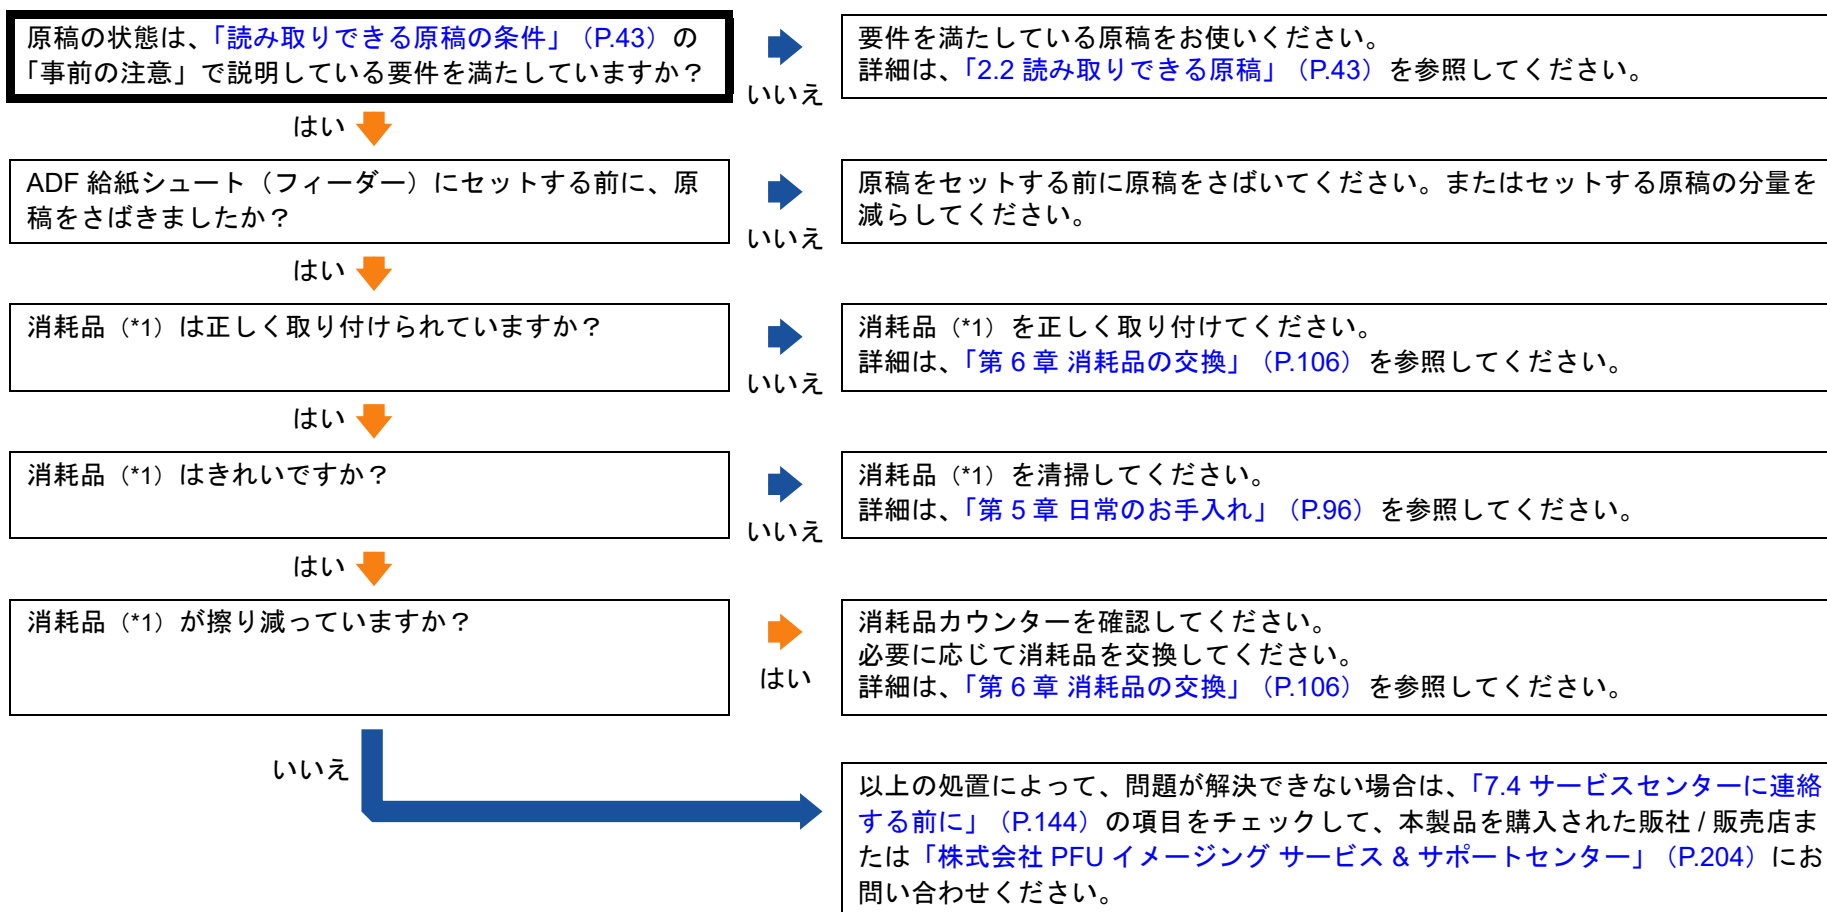 原稿の状態は、「読み取りできる原稿の条件」（P.43）の
「事前の注意」で説明している要件を満たしていますか？
いいえ
要件を満たしている原稿をお使いください。
詳細は、「2.2 読み取りできる原稿」（P.43）を参照してください。
はい
ADF 給紙シュート（フィーダー）にセットする前に、原
稿をさばきましたか？
いいえ
原稿をセットする前に原稿をさばいてください。またはセットする原稿の分量を
減らしてください。
はい
消耗品（*1）は正しく取り付けられていますか？
いいえ
消耗品（*1）を正しく取り付けてください。
詳細は、「第 6 章 消耗品の交換」（P.106）を参照してください。
はい
消耗品（*1）はきれいですか？
いいえ
消耗品（*1）を清掃してください。
詳細は、「第 5 章 日常のお手入れ」（P.96）を参照してください。
はい
消耗品（*1）が擦り減っていますか？
はい
消耗品カウンターを確認してください。
必要に応じて消耗品を交換してください。
詳細は、「第 6 章 消耗品の交換」（P.106）を参照してください。
いいえ
以上の処置によって、問題が解決できない場合は、「7.4 サービスセンターに連絡
する前に」（P.144）の項目をチェックして、本製品を購入された販社 / 販売店ま
たは「株式会社 PFU イメージング サービス & サポートセンター」（P.204）にお
問い合わせください。